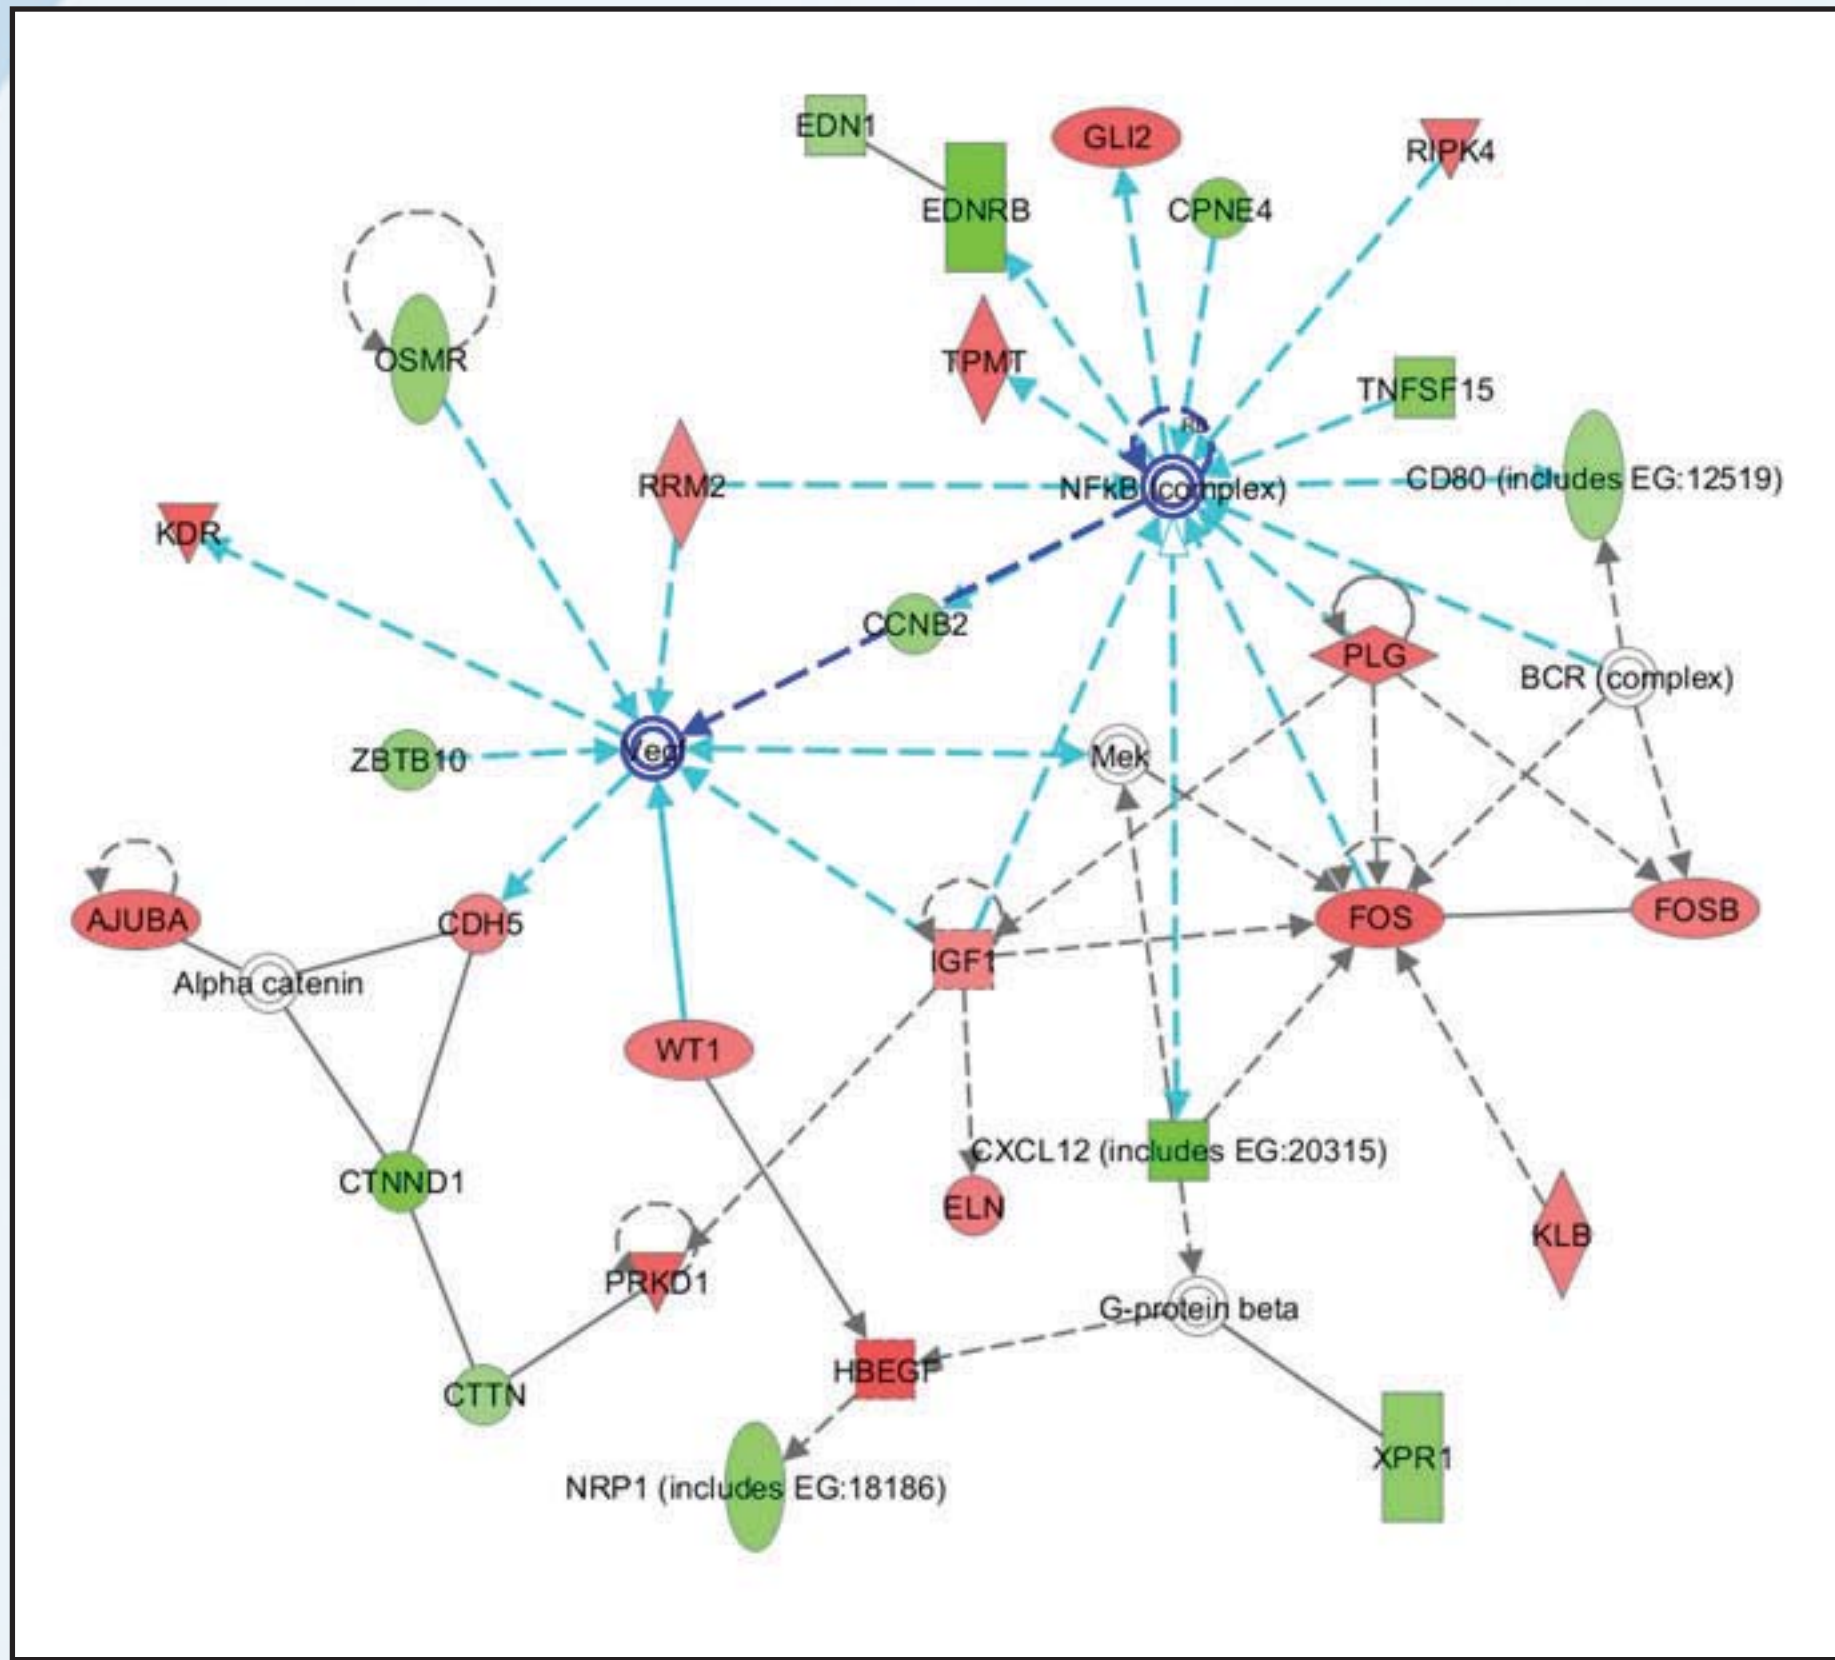 EDN1
GLI2
RIPK4
EDNRB
CPNE4
OSMR
TPMT
TNFSF15
RRM2
NFkB (complex)
CD80 (includes EG:12519)
KDR
CCNB2
PLG
BCR (complex)
ZBTB10
Vegf
Mek
AJUBA
CDH5
FOS
FOSB
IGF1
Alpha catenin
WT1
CXCL12 (includes EG:20315)
CTNND1
ELN
KLB
PRKD1
G-protein beta
HBEGF
CTTN
XPR1
NRP1 (includes EG:18186)